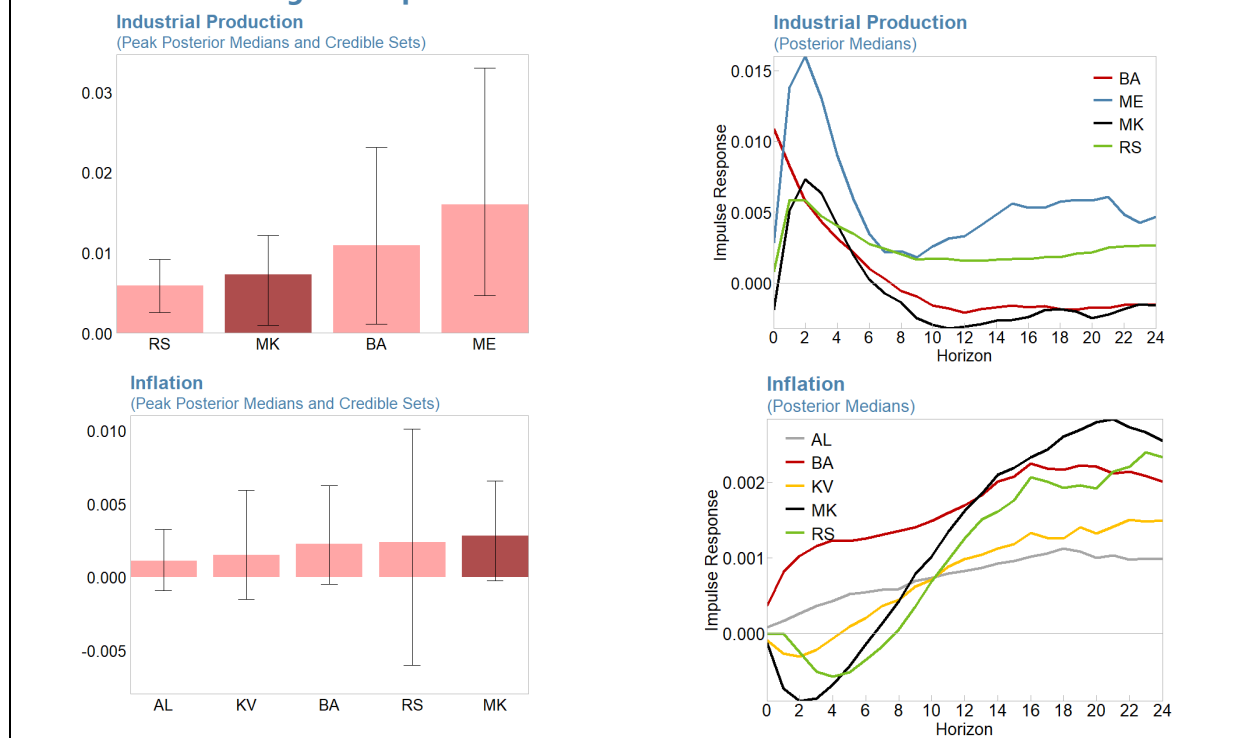 Industrial Production
(Peak Posterior Medians and Credible Sets)
0.03
0.02
0.01
0.00
RS MK BA ME
Industrial Production
(Posterior Medians)
Impulse Response
0.015
0.010
0.005
0.000
BA
ME
MK
RS
0 2 4 6 8 10 12 14 16 18 20 22 24
Horizon
Inflation
(Peak Posterior Medians and Credible Sets)
0.010
0.005
0.000
-0.005
AL KV BA RS MK
Inflation
(Posterior Medians)
Impulse Response
0.002
0.001
0.000
AL
BA
KV
MK
RS
0 2 4 6 8 10 12 14 16 18 20 22 24
Horizon